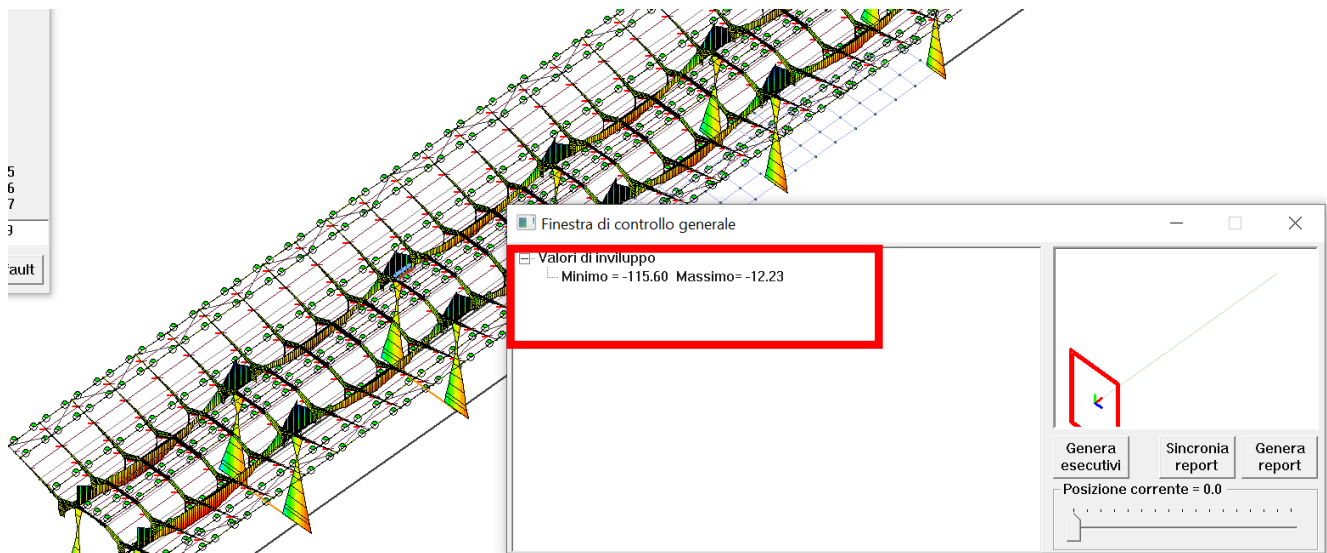 5
6
7
9
fault
Finestra di controllo generale
Valori di inviluppo
Minimo = -115.60 Massimo= -12.23
Genera esecutivi
Sincronia report
Genera report
Posizione corrente = 0.0